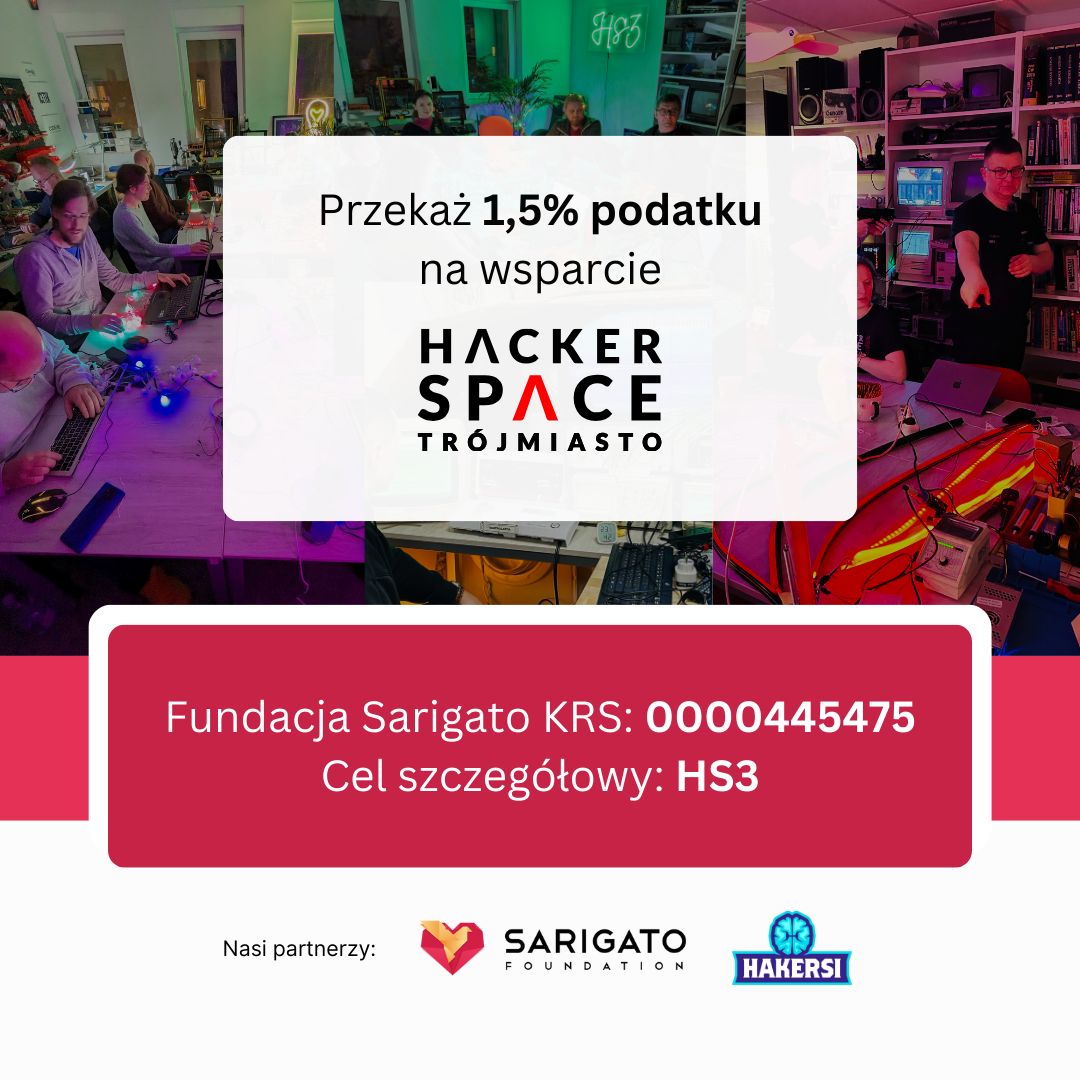 HS3
Przekaż 1,5% podatku
na wsparcie
HACKER
SPACE
TRÓJMIASTO
Fundacja Sarigato KRS: 0000445475
Cel szczegółowy: HS3
Nasi partnerzy:
SARIGATO
FOUNDATION
HAKERSI